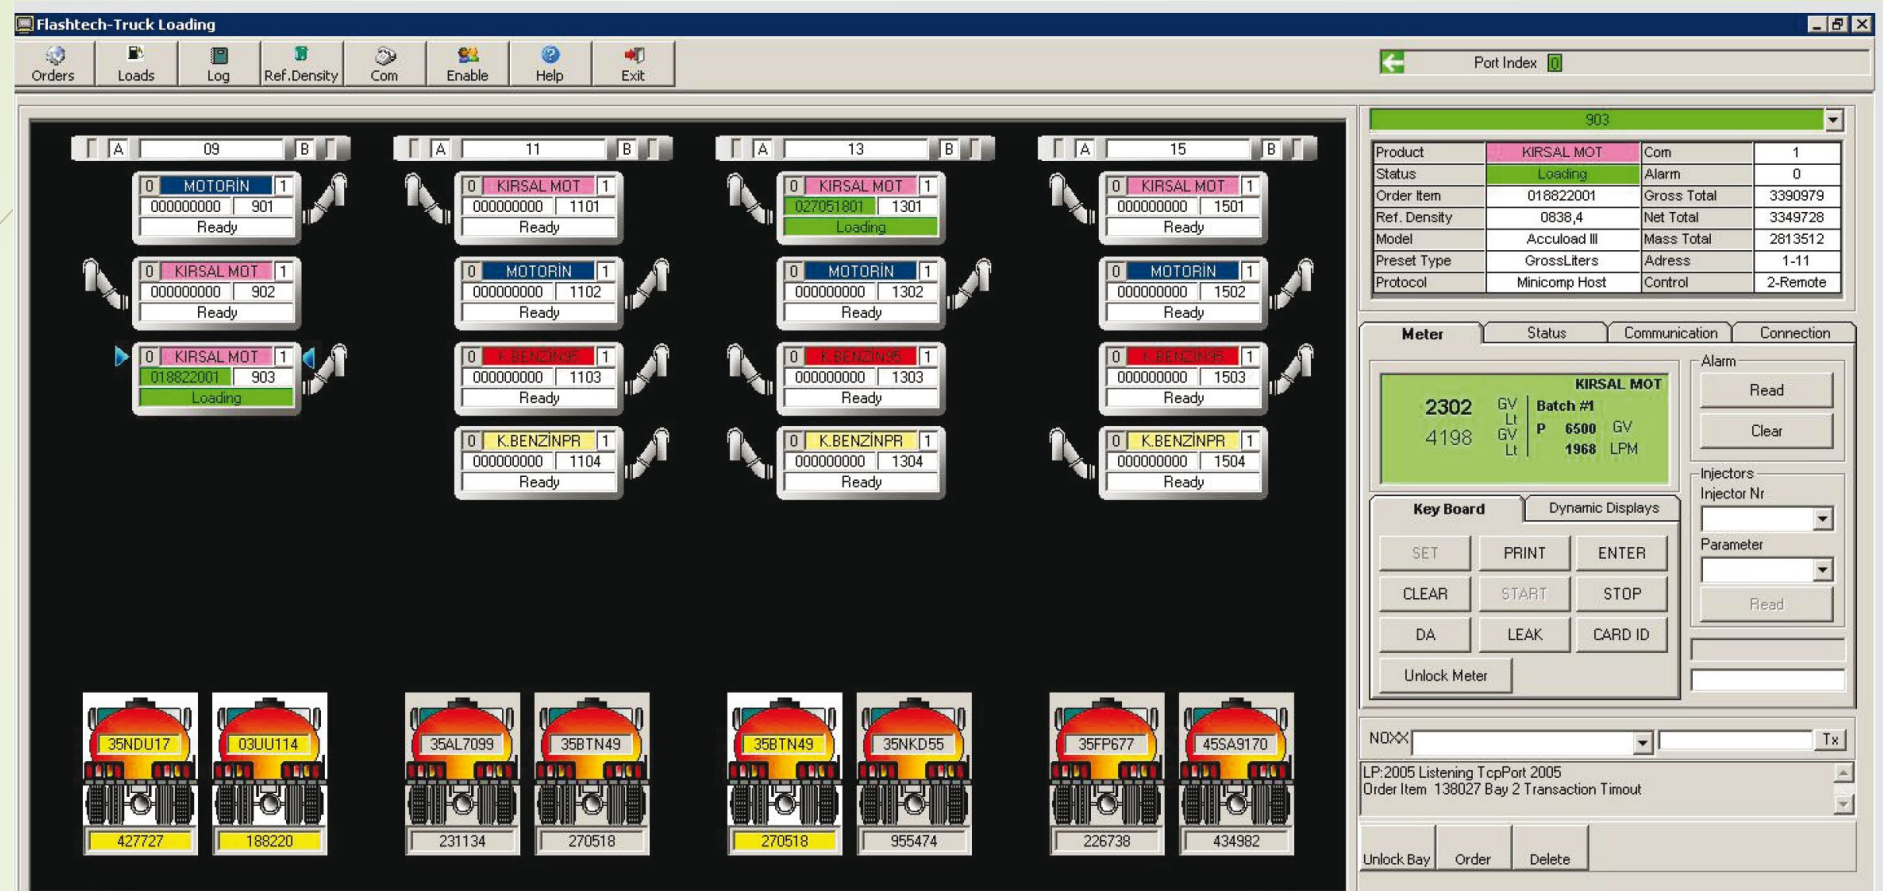 Flashtech-Truck Loading
Orders Loads Log Ref.Density Com Enable Help Exit
Port Index 0
A 09 B
0 MOTORİN 1
000000000 901
Ready
0 KIRSAL MOT 1
000000000 902
Ready
0 KIRSAL MOT 1
018822001 903
Loading
A 11 B
0 KIRSAL MOT 1
000000000 1101
Ready
0 MOTORİN 1
000000000 1102
Ready
0 K.BENZİN95 1
000000000 1103
Ready
0 K.BENZİNPR 1
000000000 1104
Ready
A 13 B
0 KIRSAL MOT 1
027051801 1301
Loading
0 MOTORİN 1
000000000 1302
Ready
0 K.BENZİN95 1
000000000 1303
Ready
0 K.BENZİNPR 1
000000000 1304
Ready
A 15 B
0 KIRSAL MOT 1
000000000 1501
Ready
0 MOTORİN 1
000000000 1502
Ready
0 K.BENZİN95 1
000000000 1503
Ready
0 K.BENZİNPR 1
000000000 1504
Ready
35NDU17 03UU114 35AL7099 35BTN49 35BTN49 35NKD55 35FP677 45SA9170
427727 188220 231134 270518 270518 955474 226738 434982
903
Product KIRSAL MOT Com 1
Status Loading Alarm 0
Order Item 018822001 Gross Total 3390979
Ref. Density 0838,4 Net Total 3349728
Model Accuload III Mass Total 2813512
Preset Type GrossLiters Adress 1-11
Protocol Minicomp Host Control 2-Remote
Meter Status Communication Connection
KIRSAL MOT
2302 GV Lt Batch #1
4198 GV Lt P 6500 GV
1968 LPM
Alarm
Read
Clear
Injectors
Injector Nr
Parameter
Read
Key Board Dynamic Displays
SET PRINT ENTER
CLEAR START STOP
DA LEAK CARD ID
Unlock Meter
NOXX Tx
LP:2005 Listening TcpPort 2005
Order Item 138027 Bay 2 Transaction Timout
Unlock Bay Order Delete